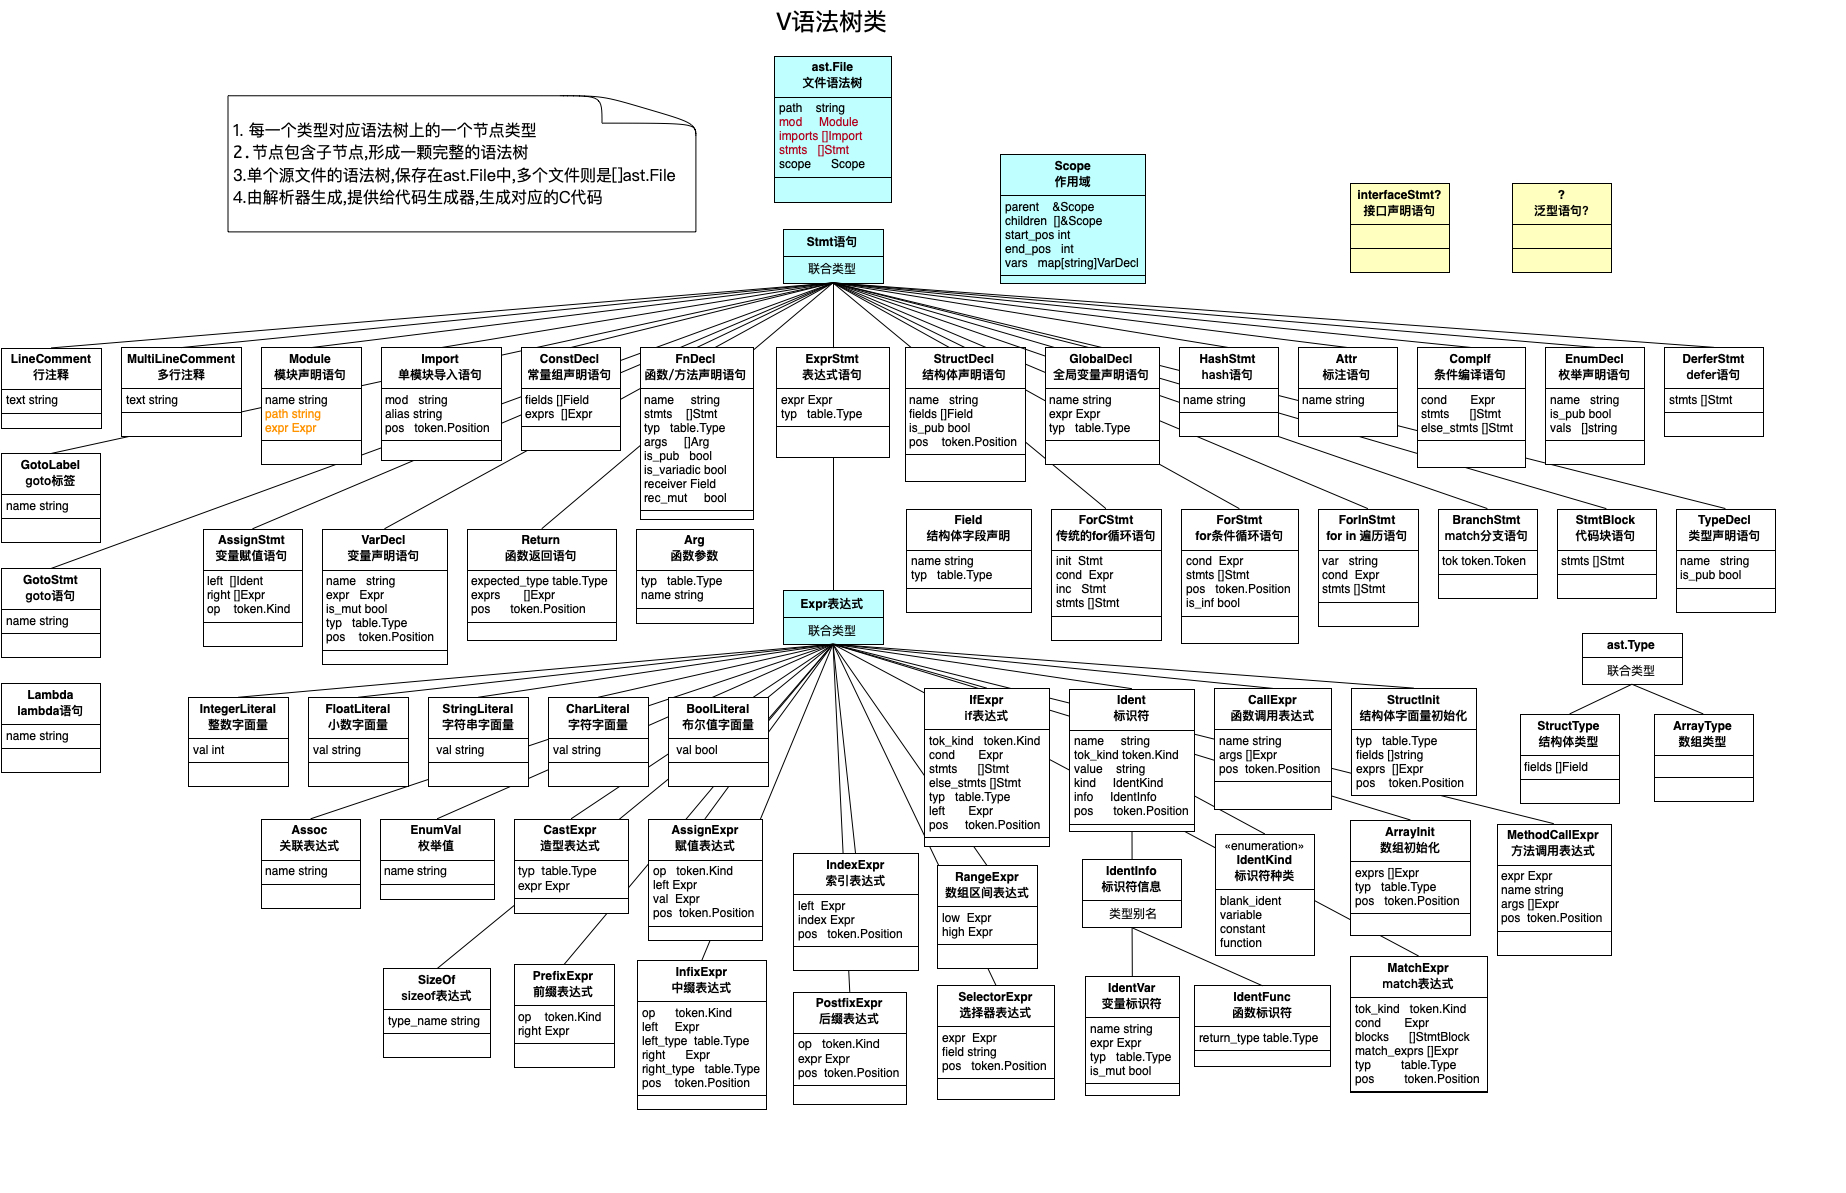 V语法树类
ast.File
文件语法树
path string
mod Module
imports []Import
stmts []Stmt
scope Scope
1. 每一个类型对应语法树上的一个节点类型
2.节点包含子节点,形成一颗完整的语法树
3.单个源文件的语法树,保存在ast.File中,多个文件则是[]ast.File
4.由解析器生成,提供给代码生成器,生成对应的C代码
Scope
作用域
parent &Scope
children []&Scope
start_pos int
end_pos int
vars map[string]VarDecl
interfaceStmt?
接口声明语句
?
泛型语句?
Stmt语句
联合类型
LineComment
行注释
text string
MultiLineComment
多行注释
text string
Module
模块声明语句
name string
path string
expr Expr
Import
单模块导入语句
mod string
alias string
pos token.Position
ConstDecl
常量组声明语句
fields []Field
exprs []Expr
FnDecl
函数/方法声明语句
name string
stmts []Stmt
typ table.Type
args []Arg
is_pub bool
is_variadic bool
receiver Field
rec_mut bool
ExprStmt
表达式语句
expr Expr
typ table.Type
StructDecl
结构体声明语句
name string
fields []Field
is_pub bool
pos token.Position
GlobalDecl
全局变量声明语句
name string
expr Expr
typ table.Type
HashStmt
hash语句
name string
Attr
标注语句
name string
CompIf
条件编译语句
cond Expr
stmts []Stmt
else_stmts []Stmt
EnumDecl
枚举声明语句
name string
is_pub bool
vals []string
DerferStmt
defer语句
stmts []Stmt
GotoLabel
goto标签
name string
AssignStmt
变量赋值语句
left []Ident
right []Expr
op token.Kind
VarDecl
变量声明语句
name string
expr Expr
is_mut bool
typ table.Type
pos token.Position
Return
函数返回语句
expected_type table.Type
exprs []Expr
pos token.Position
Arg
函数参数
typ table.Type
name string
Field
结构体字段声明
name string
typ table.Type
ForCStmt
传统的for循环语句
init Stmt
cond Expr
inc Stmt
stmts []Stmt
ForStmt
for条件循环语句
cond Expr
stmts []Stmt
pos token.Position
is_inf bool
ForInStmt
for in 遍历语句
var string
cond Expr
stmts []Stmt
BranchStmt
match分支语句
tok token.Token
StmtBlock
代码块语句
stmts []Stmt
TypeDecl
类型声明语句
name string
is_pub bool
GotoStmt
goto语句
name string
Expr表达式
联合类型
ast.Type
联合类型
StructType
结构体类型
fields []Field
ArrayType
数组类型
Lambda
lambda语句
name string
IntegerLiteral
整数字面量
val int
FloatLiteral
小数字面量
val string
StringLiteral
字符串字面量
val string
CharLiteral
字符字面量
val string
BoolLiteral
布尔值字面量
val bool
IfExpr
if表达式
tok_kind token.Kind
cond Expr
stmts []Stmt
else_stmts []Stmt
typ table.Type
left Expr
pos token.Position
Ident
标识符
name string
tok_kind token.Kind
value string
kind IdentKind
info IdentInfo
pos token.Position
CallExpr
函数调用表达式
name string
args []Expr
pos token.Position
StructInit
结构体字面量初始化
typ table.Type
fields []string
exprs []Expr
pos token.Position
Assoc
关联表达式
name string
EnumVal
枚举值
name string
CastExpr
造型表达式
typ table.Type
expr Expr
AssignExpr
赋值表达式
op token.Kind
left Expr
val Expr
pos token.Position
IndexExpr
索引表达式
left Expr
index Expr
pos token.Position
RangeExpr
数组区间表达式
low Expr
high Expr
IdentInfo
标识符信息
类型别名
«enumeration»
IdentKind
标识符种类
blank_ident
variable
constant
function
ArrayInit
数组初始化
exprs []Expr
typ table.Type
pos token.Position
MethodCallExpr
方法调用表达式
expr Expr
name string
args []Expr
pos token.Position
SizeOf
sizeof表达式
type_name string
PrefixExpr
前缀表达式
op token.Kind
right Expr
InfixExpr
中缀表达式
op token.Kind
left Expr
left_type table.Type
right Expr
right_type table.Type
pos token.Position
PostfixExpr
后缀表达式
op token.Kind
expr Expr
pos token.Position
SelectorExpr
选择器表达式
expr Expr
field string
pos token.Position
IdentVar
变量标识符
name string
expr Expr
typ table.Type
is_mut bool
IdentFunc
函数标识符
return_type table.Type
MatchExpr
match表达式
tok_kind token.Kind
cond Expr
blocks []StmtBlock
match_exprs []Expr
typ table.Type
pos token.Position